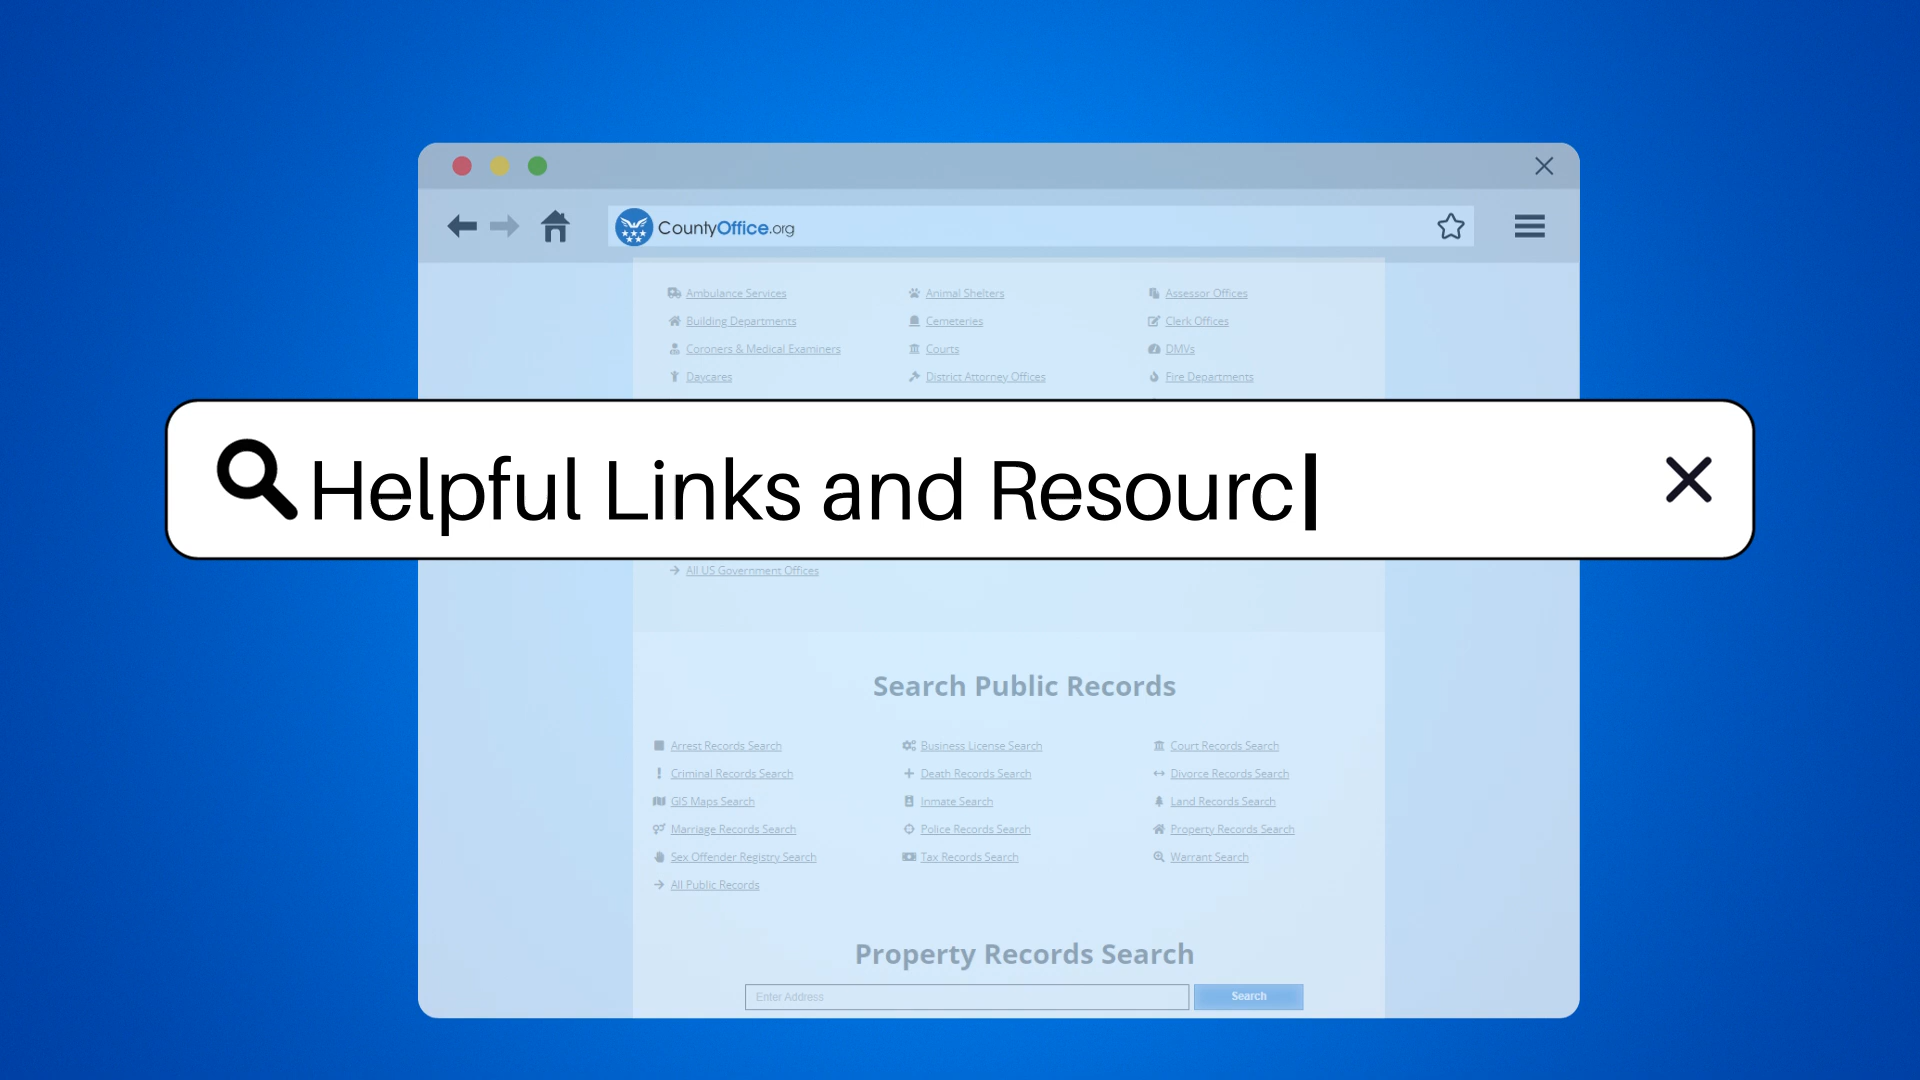 CountyOffice.org
Ambulance Services Animal Shelters Assessor Offices
Building Departments Cemeteries Clerk Offices
Coroners & Medical Examiners Courts DMVs
Daycares District Attorney Offices Fire Departments
Helpful Links and Resourc
All US Government Offices
Search Public Records
Arrest Records Search Business License Search Court Records Search
Criminal Records Search Death Records Search Divorce Records Search
GIS Maps Search Inmate Search Land Records Search
Marriage Records Search Police Records Search Property Records Search
Sex Offender Registry Search Tax Records Search Warrant Search
All Public Records
Property Records Search
Enter Address Search